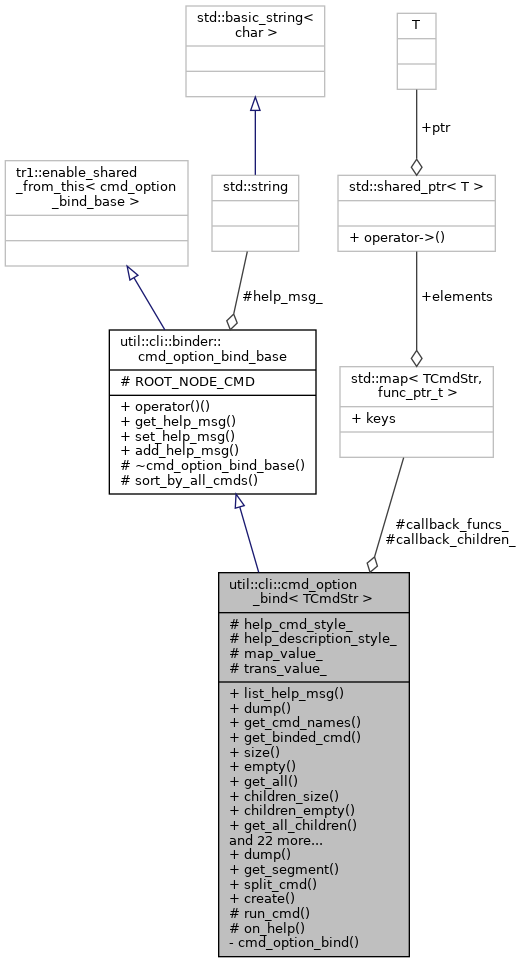 std::basic_string<
char >
T
+ptr
tr1::enable_shared
_from_this< cmd_option
_bind_base >
std::string
std::shared_ptr< T >
+ operator->()
#help_msg_
+elements
util::cli::binder::
cmd_option_bind_base
# ROOT_NODE_CMD
+ operator()()
+ get_help_msg()
+ set_help_msg()
+ add_help_msg()
# ~cmd_option_bind_base()
# sort_by_all_cmds()
std::map< TCmdStr,
func_ptr_t >
+ keys
#callback_funcs_
#callback_children_
util::cli::cmd_option
_bind< TCmdStr >
# help_cmd_style_
# help_description_style_
# map_value_
# trans_value_
+ list_help_msg()
+ dump()
+ get_cmd_names()
+ get_binded_cmd()
+ size()
+ empty()
+ get_all()
+ children_size()
+ children_empty()
+ get_all_children()
and 22 more...
+ dump()
+ get_segment()
+ split_cmd()
+ create()
# run_cmd()
# on_help()
- cmd_option_bind()